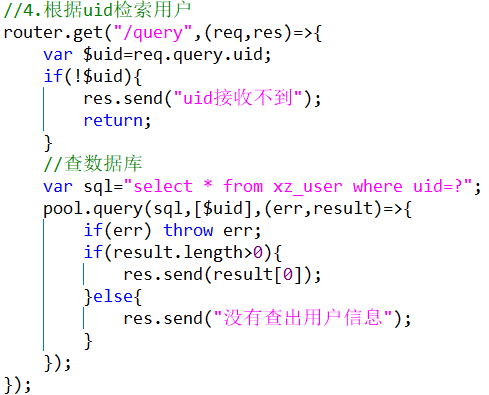 //4.根据uid检索用户
router.get("/query",(req,res)=>{
    var $uid=req.query.uid;
    if(!$uid){
        res.send("uid接收不到");
        return;
    }
    //查数据库
    var sql="select * from xz_user where uid=?";
    pool.query(sql,[$uid],(err,result)=>{
        if(err) throw err;
        if(result.length>0){
            res.send(result[0]);
        }else{
            res.send("没有查出用户信息");
        }
    });
});